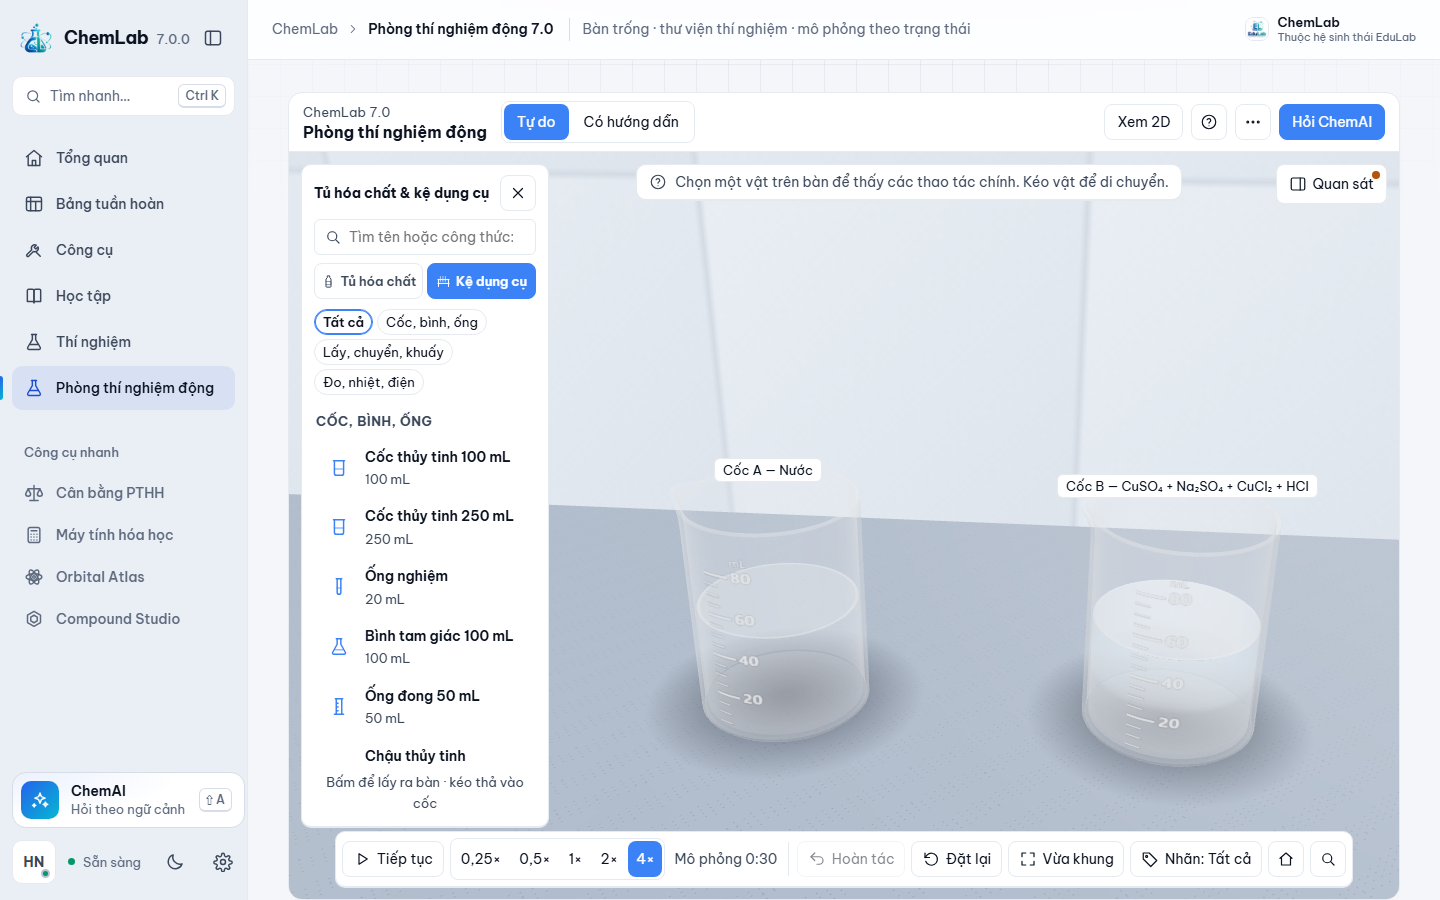 ChemLab 7.0.0
Tìm nhanh... Ctrl K
Tổng quan
Bảng tuần hoàn
Công cụ
Học tập
Thí nghiệm
Phòng thí nghiệm động
Công cụ nhanh
Cân bằng PTHH
Máy tính hóa học
Orbital Atlas
Compound Studio
ChemAI
Hỏi theo ngữ cảnh
⇧ A
HN
Sẵn sàng
ChemLab > Phòng thí nghiệm động 7.0
Bàn trống · thư viện thí nghiệm · mô phỏng theo trạng thái
ChemLab
Thuộc hệ sinh thái EduLab
ChemLab 7.0
Phòng thí nghiệm động
Tự do
Có hướng dẫn
Xem 2D
Hỏi ChemAI
Tủ hóa chất & kệ dụng cụ
Tìm tên hoặc công thức:
Tủ hóa chất
Kệ dụng cụ
Tất cả
Cốc, bình, ống
Lấy, chuyển, khuấy
Đo, nhiệt, điện
CỐC, BÌNH, ỐNG
Cốc thủy tinh 100 mL
100 mL
Cốc thủy tinh 250 mL
250 mL
Ống nghiệm
20 mL
Bình tam giác 100 mL
100 mL
Ống đong 50 mL
50 mL
Chậu thủy tinh
Bấm để lấy ra bàn · kéo thả vào
cốc
Chọn một vật trên bàn để thấy các thao tác chính. Kéo vật để di chuyển.
Quan sát
Cốc A — Nước
mL
80
60
40
20
Cốc B — CuSO₄ + Na₂SO₄ + CuCl₂ + HCl
mL
80
60
40
20
Tiếp tục
0,25×
0,5×
1×
2×
4×
Mô phỏng 0:30
Hoàn tác
Đặt lại
Vừa khung
Nhãn: Tất cả